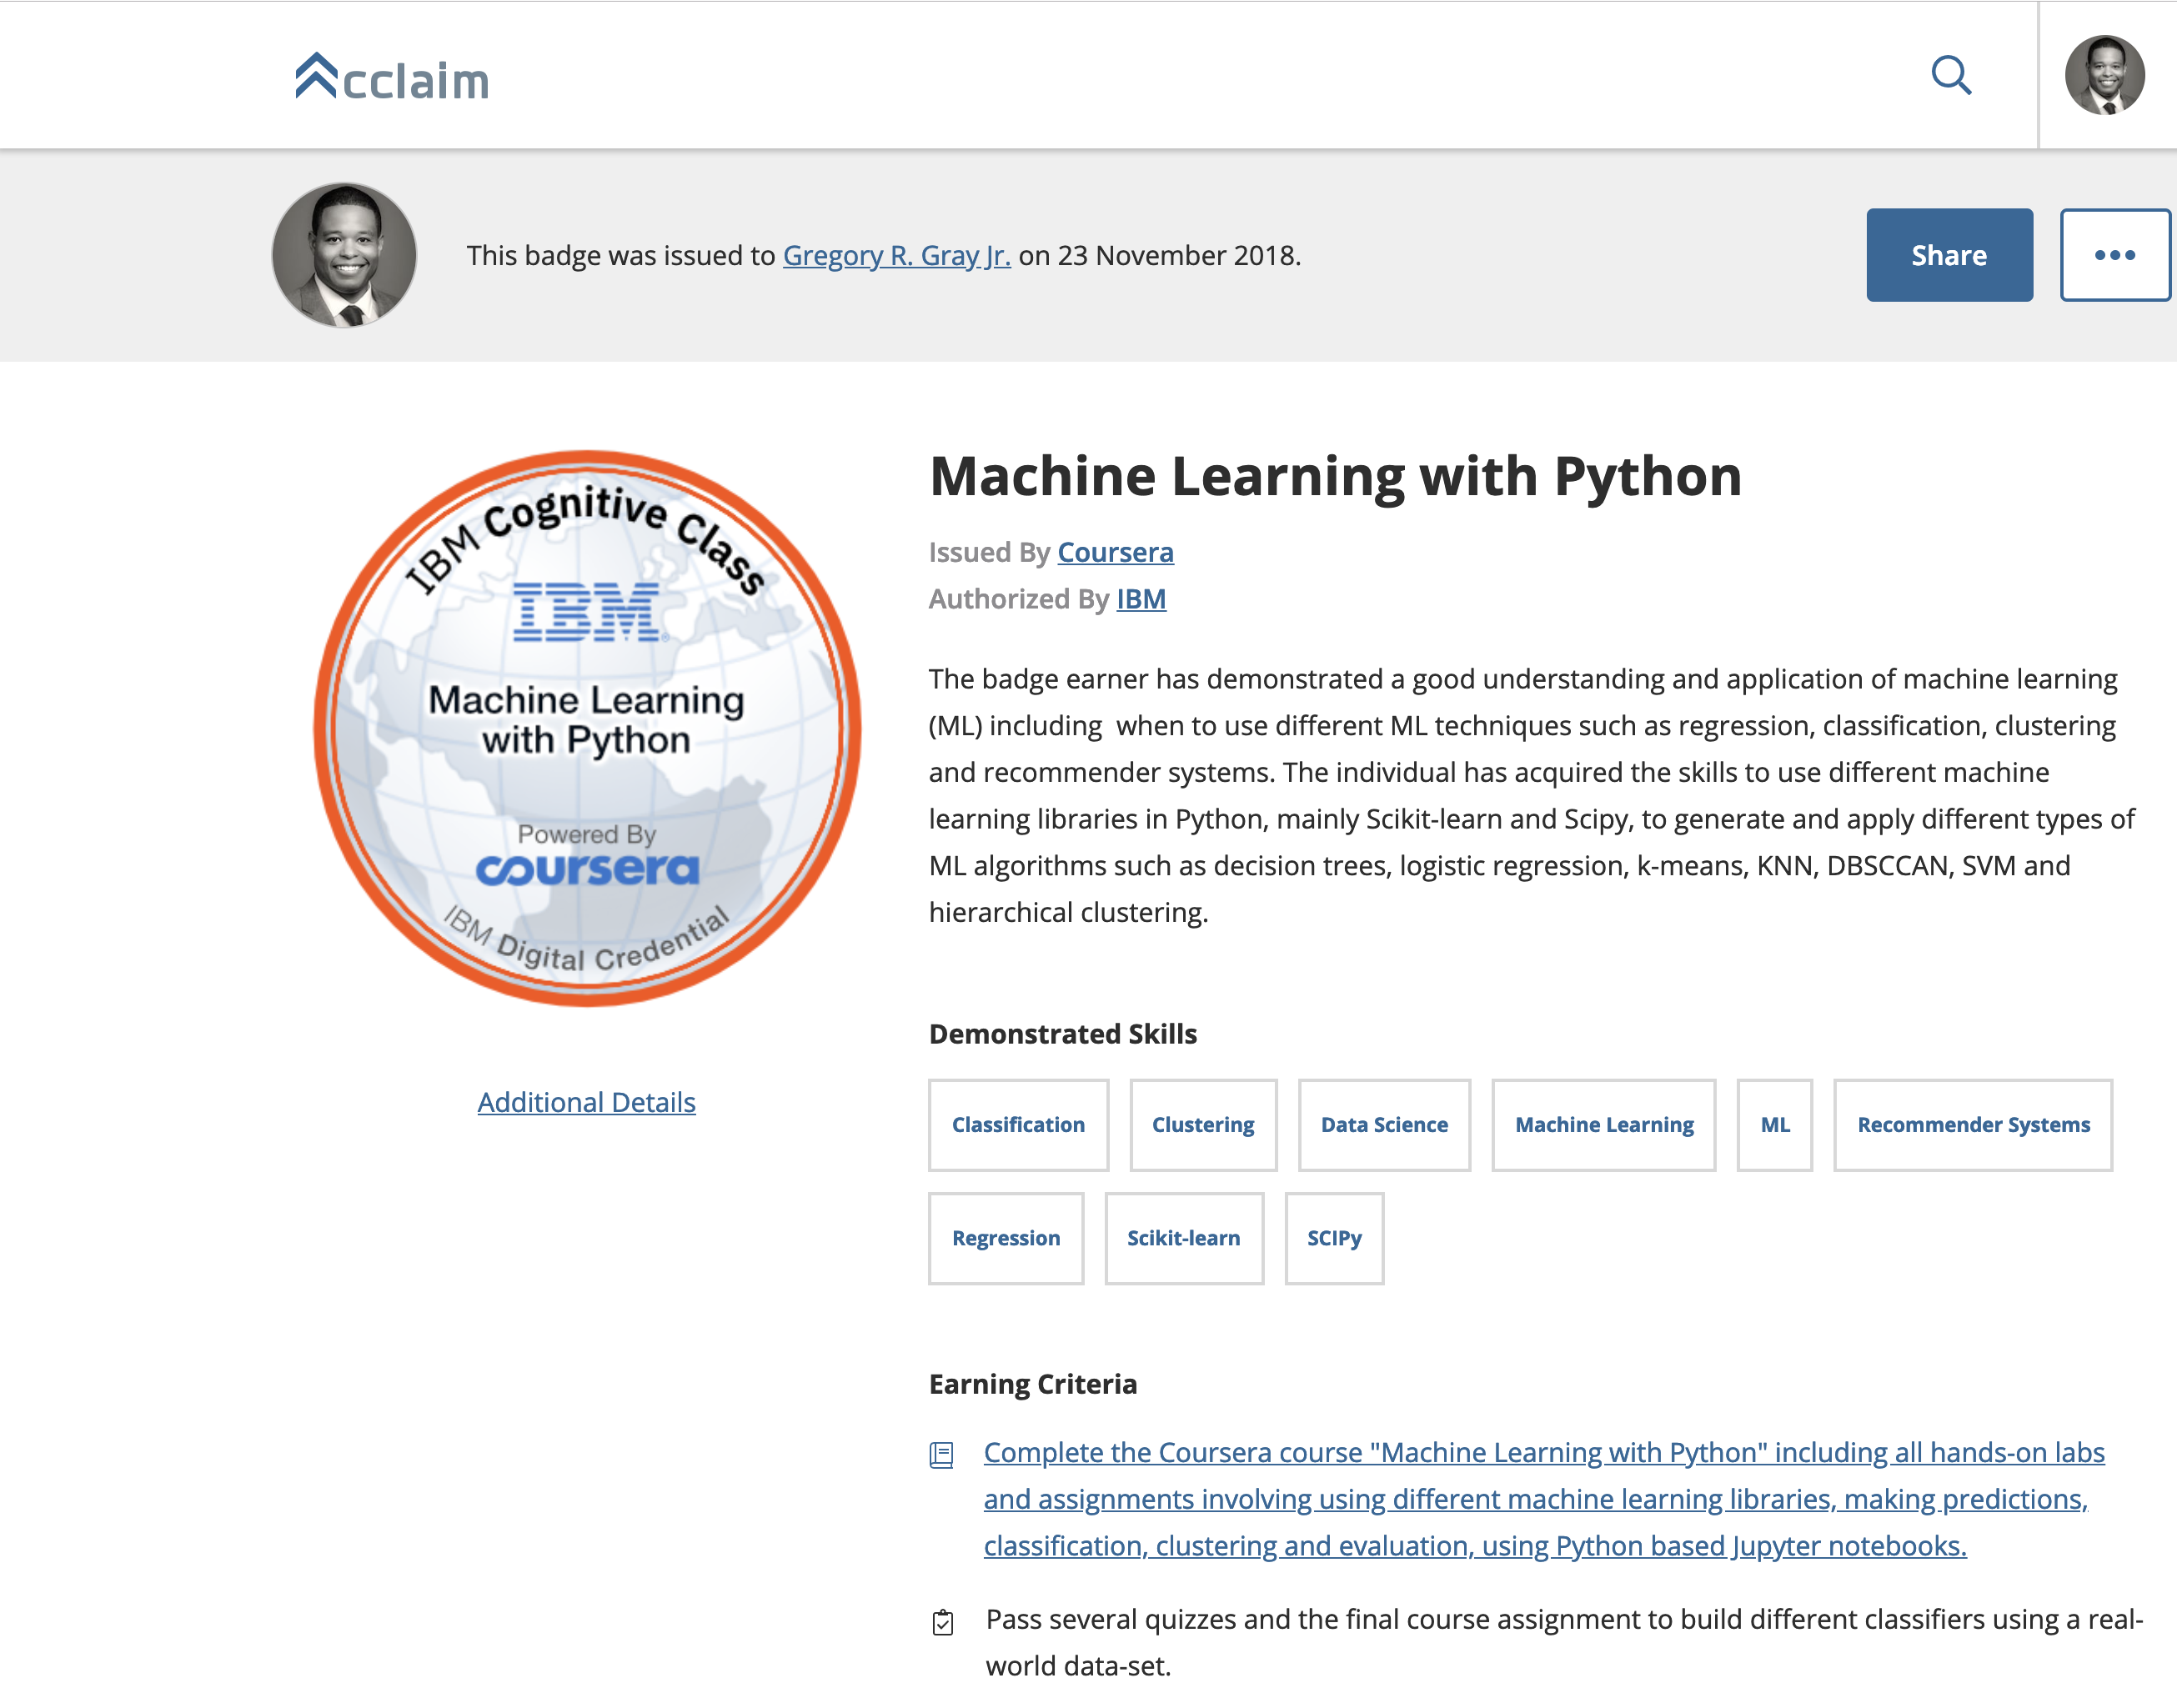 cclaim
This badge was issued to Gregory R. Gray Jr. on 23 November 2018.
Share
IBM Cognitive Class
IBM®
Machine Learning
with Python
Powered By
coursera
IBM Digital Credential
Additional Details
Machine Learning with Python
Issued By Coursera
Authorized By IBM
The badge earner has demonstrated a good understanding and application of machine learning
(ML) including  when to use different ML techniques such as regression, classification, clustering
and recommender systems. The individual has acquired the skills to use different machine
learning libraries in Python, mainly Scikit-learn and Scipy, to generate and apply different types of
ML algorithms such as decision trees, logistic regression, k-means, KNN, DBSCCAN, SVM and
hierarchical clustering.
Demonstrated Skills
Classification Clustering Data Science Machine Learning ML Recommender Systems
Regression Scikit-learn SCIPy
Earning Criteria
Complete the Coursera course "Machine Learning with Python" including all hands-on labs
and assignments involving using different machine learning libraries, making predictions,
classification, clustering and evaluation, using Python based Jupyter notebooks.
Pass several quizzes and the final course assignment to build different classifiers using a real-
world data-set.